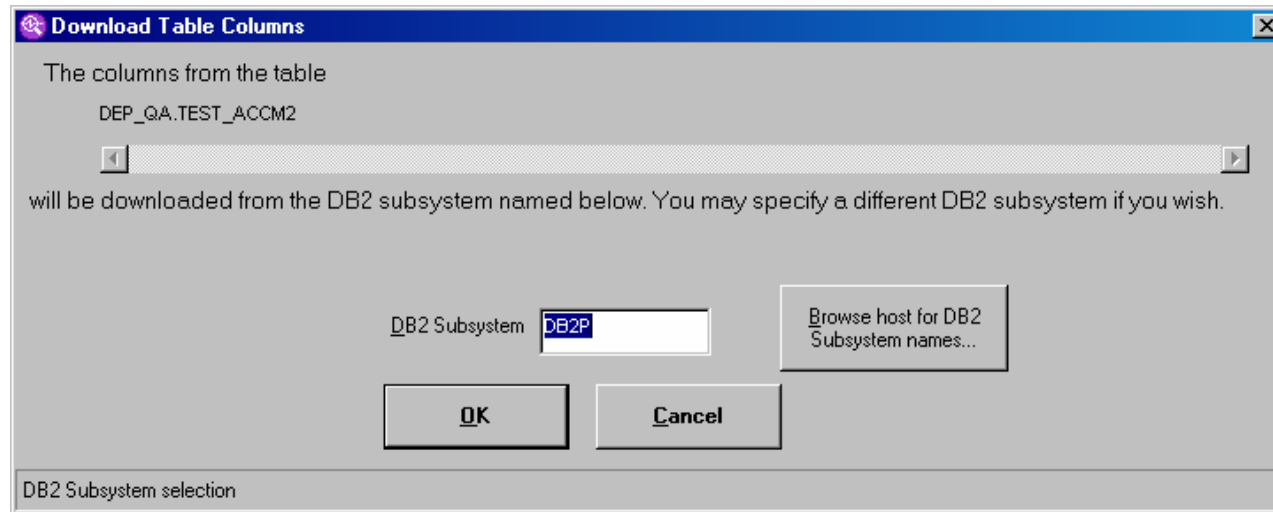 Download Table Columns
The columns from the table
DEP_QA.TEST_ACCM2
will be downloaded from the DB2 subsystem named below. You may specify a different DB2 subsystem if you wish.
DB2 Subsystem
DB2P
Browse host for DB2
Subsystem names...
OK
Cancel
DB2 Subsystem selection